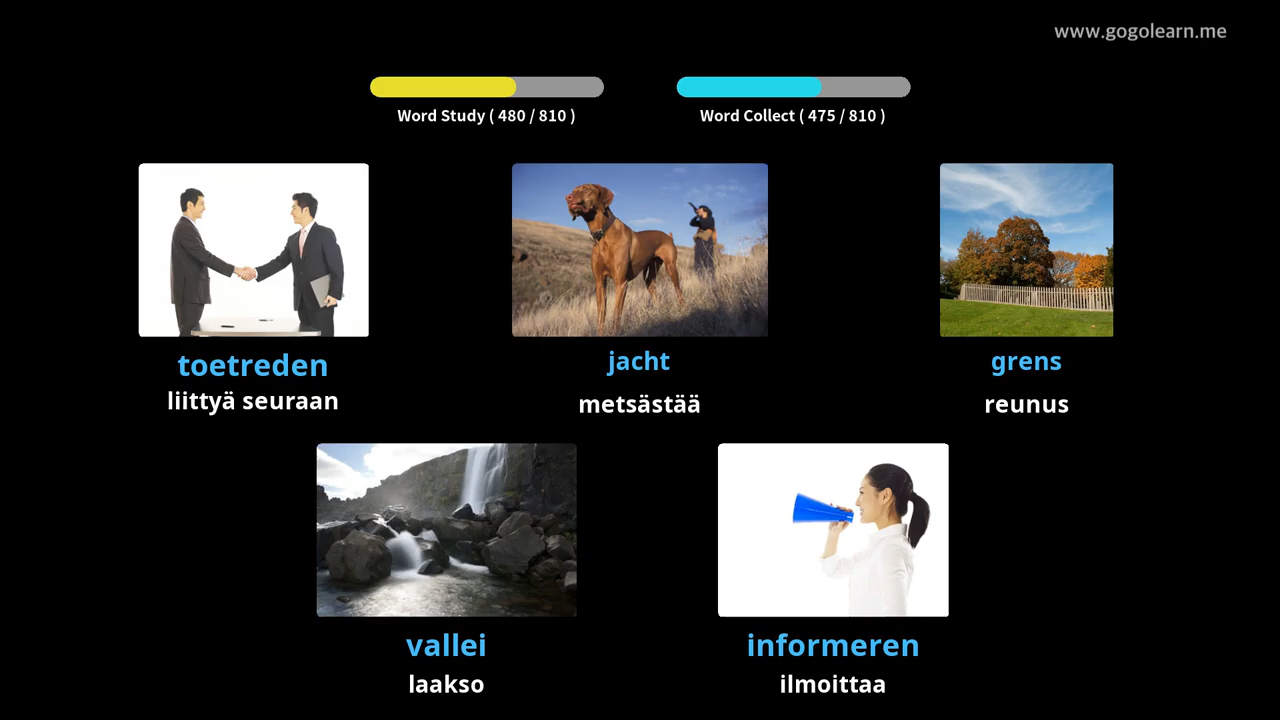 www.gogolearn.me
Word Study ( 480 / 810 )
Word Collect ( 475 / 810 )
toetreden
liittyä seuraan
jacht
metsästää
grens
reunus
vallei
laakso
informeren
ilmoittaa